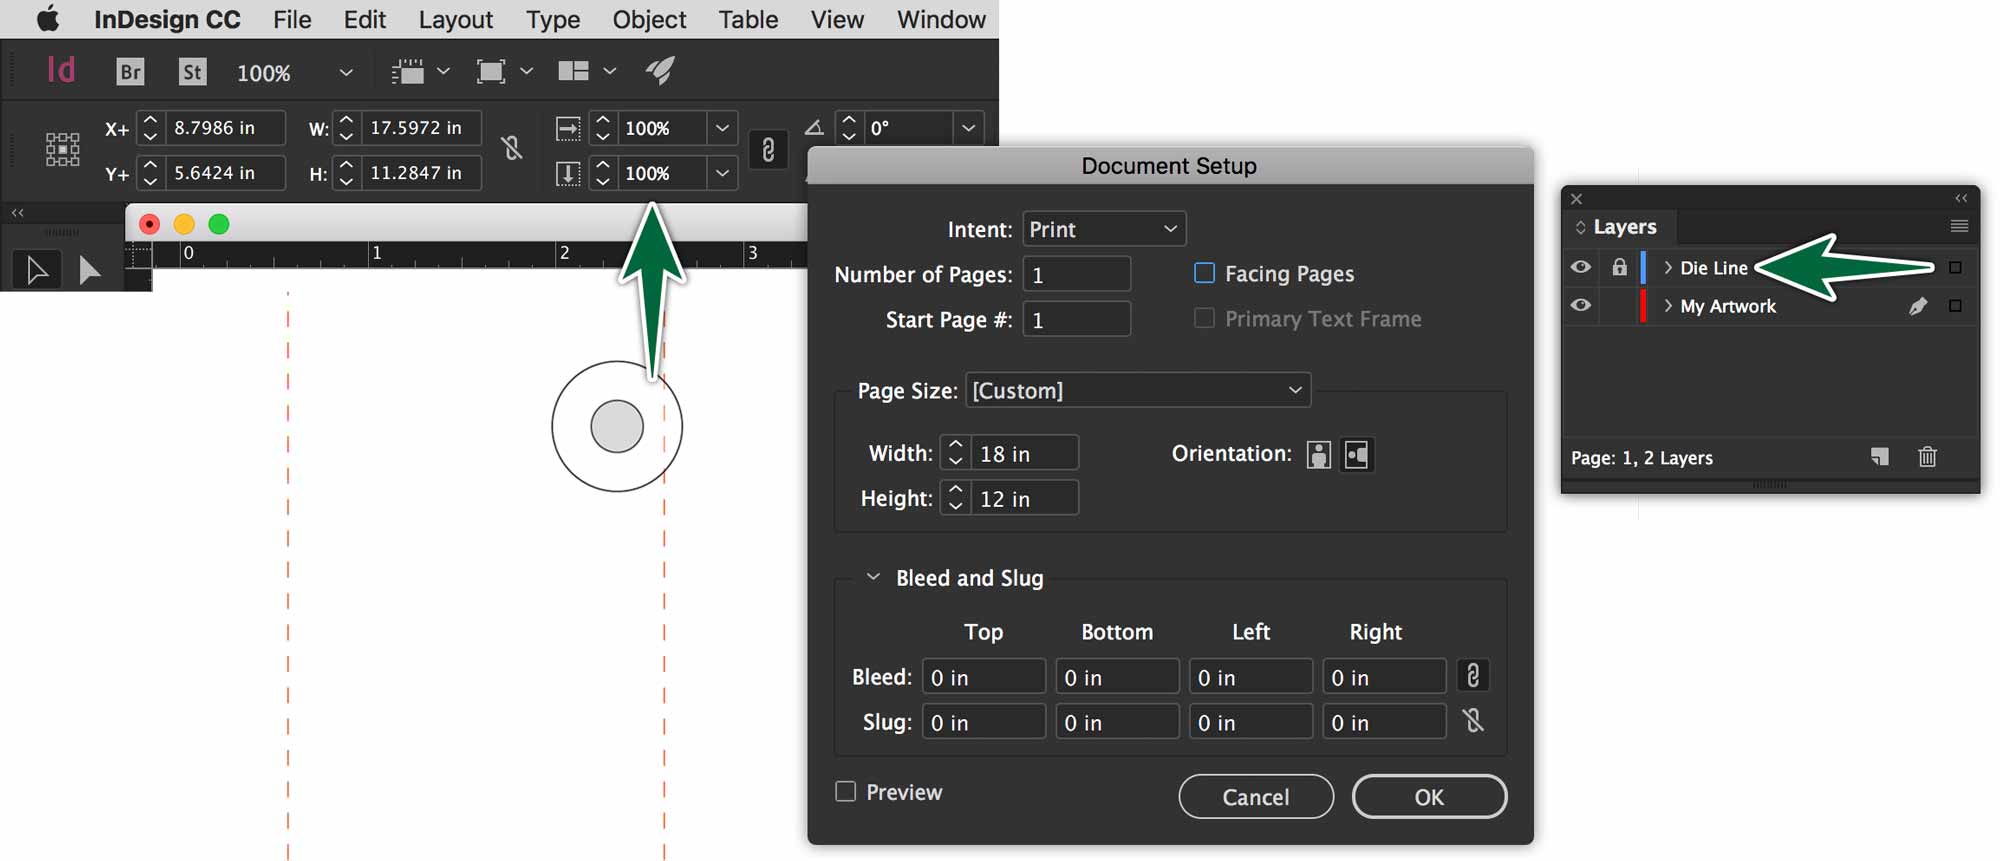 InDesign CC File Edit Layout Type Object Table View Window
Id Br St 100%
X+ 8.7986 in W: 17.5972 in 100% 0°
Y+ 5.6424 in H: 11.2847 in 100%
0 1 2 3
Document Setup
Intent: Print
Number of Pages: 1 Facing Pages
Start Page #: 1 Primary Text Frame
Page Size: [Custom]
Width: 18 in Orientation:
Height: 12 in
Bleed and Slug
Top Bottom Left Right
Bleed: 0 in 0 in 0 in 0 in
Slug: 0 in 0 in 0 in 0 in
Preview Cancel OK
Layers
Die Line
My Artwork
Page: 1, 2 Layers